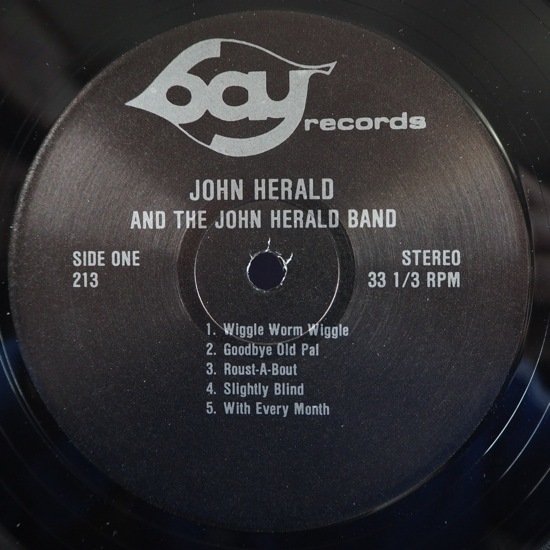 bay records
JOHN HERALD
AND THE JOHN HERALD BAND
SIDE ONE
213
STEREO
33 1/3 RPM
1. Wiggle Worm Wiggle
2. Goodbye Old Pal
3. Roust-A-Bout
4. Slightly Blind
5. With Every Month